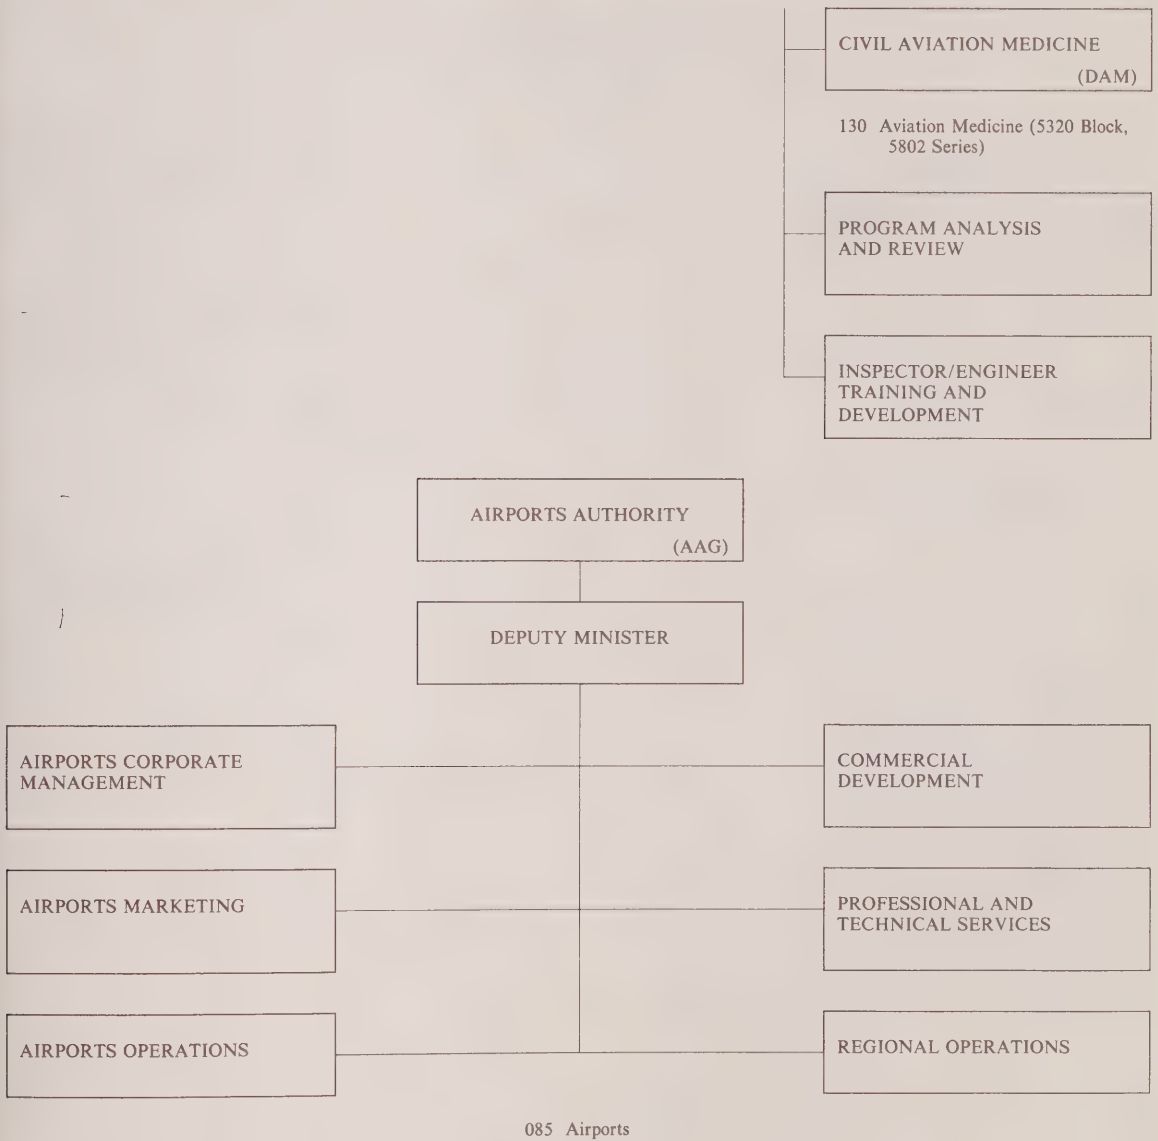 CIVIL AVIATION MEDICINE
(DAM)
130 Aviation Medicine (5320 Block,
5802 Series)
PROGRAM ANALYSIS
AND REVIEW
INSPECTOR/ENGINEER
TRAINING AND
DEVELOPMENT
AIRPORTS AUTHORITY
(AAG)
DEPUTY MINISTER
AIRPORTS CORPORATE
MANAGEMENT
COMMERCIAL
DEVELOPMENT
AIRPORTS MARKETING
PROFESSIONAL AND
TECHNICAL SERVICES
AIRPORTS OPERATIONS
REGIONAL OPERATIONS
085 Airports